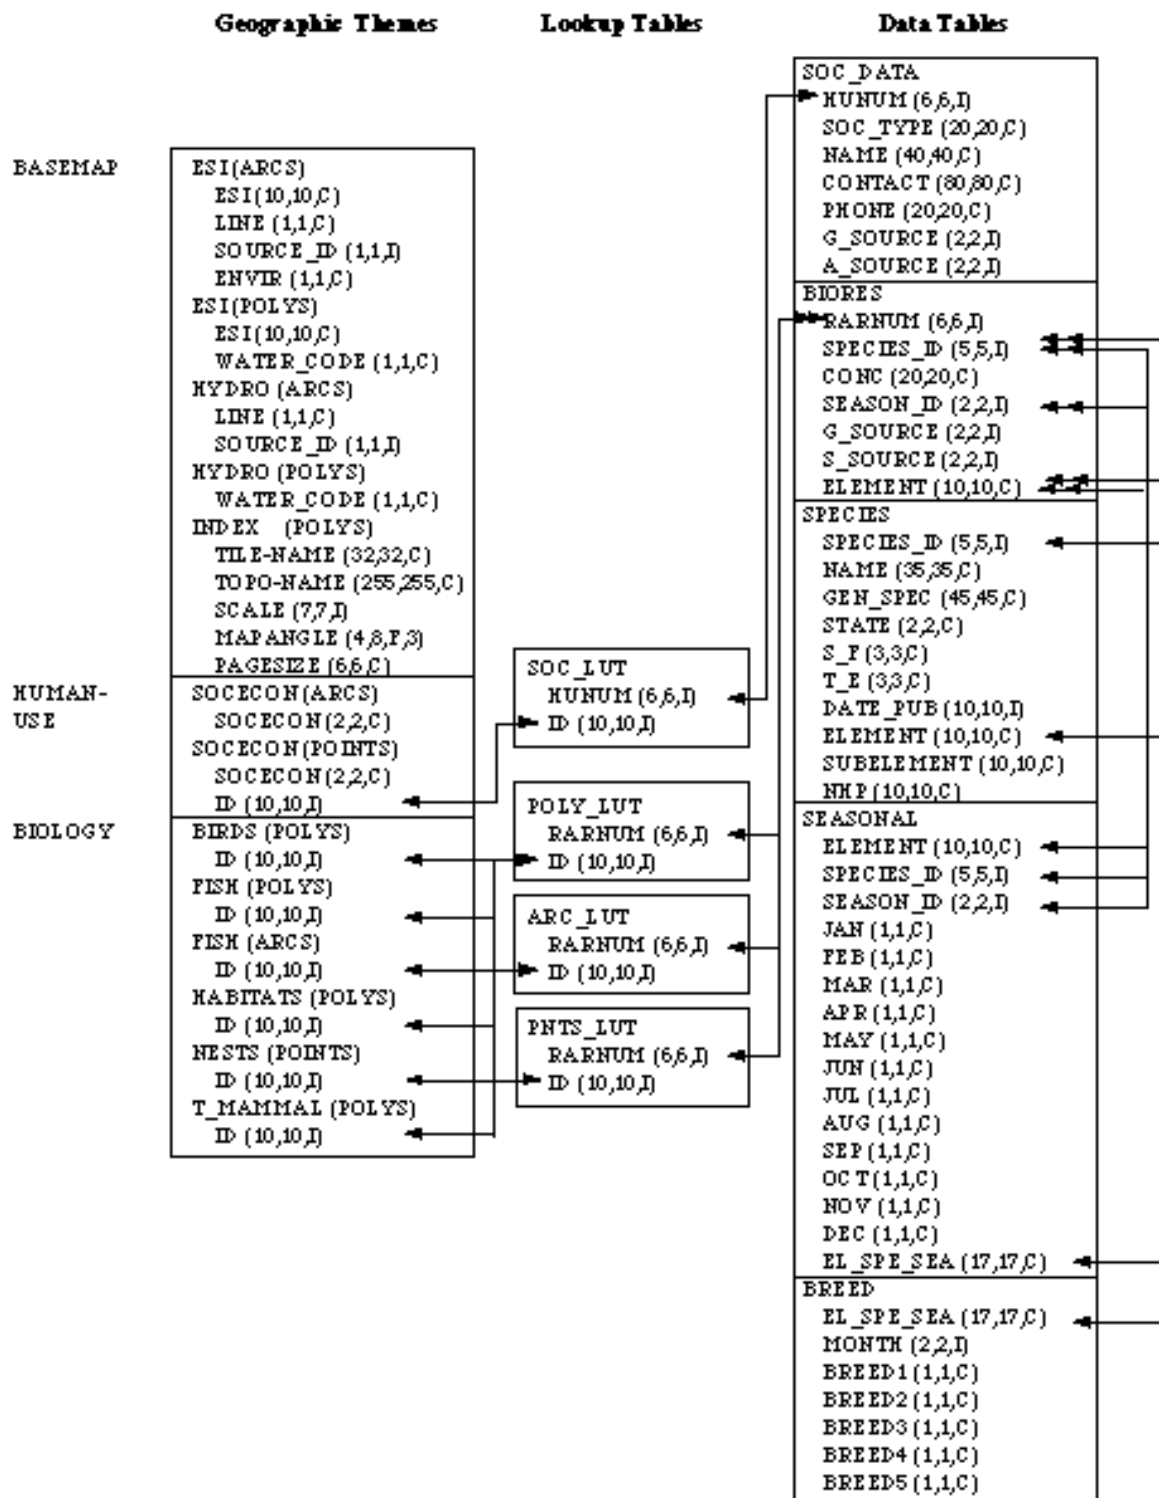 Geographic Themes
Lookup Tables
Data Tables
BASEMAP
ESI(ARCS)
ESI(10,10,C)
LINE (1,1,C)
SOURCE_ID (1,1,I)
ENVIR (1,1,C)
ESI(POLYS)
ESI(10,10,C)
WATER_CODE (1,1,C)
HYDRO (ARCS)
LINE (1,1,C)
SOURCE_ID (1,1,I)
HYDRO (POLYS)
WATER_CODE (1,1,C)
INDEX (POLYS)
TILE-NAME (32,32,C)
TOPO-NAME (255,255,C)
SCALE (7,7,I)
MAPANGLE (4,8,F,3)
PAGESIZE (6,6,C)
HUMAN-
USE
SOCECON(ARCS)
SOCECON(2,2,C)
SOCECON(POINTS)
SOCECON(2,2,C)
ID (10,10,I)
BIOLOGY
BIRDS (POLYS)
ID (10,10,I)
FISH (POLYS)
ID (10,10,I)
FISH (ARCS)
ID (10,10,I)
HABITATS (POLYS)
ID (10,10,I)
NESTS (POINTS)
ID (10,10,I)
T_MAMMAL (POLYS)
ID (10,10,I)
SOC_LUT
HUNUM (6,6,I)
ID (10,10,I)
POLY_LUT
RARNUM (6,6,I)
ID (10,10,I)
ARC_LUT
RARNUM (6,6,I)
ID (10,10,I)
PNTS_LUT
RARNUM (6,6,I)
ID (10,10,I)
SOC_DATA
HUNUM (6,6,I)
SOC_TYPE (20,20,C)
NAME (40,40,C)
CONTACT (80,80,C)
PHONE (20,20,C)
G_SOURCE (2,2,I)
A_SOURCE (2,2,I)
BIORES
RARNUM (6,6,I)
SPECIES_ID (5,5,I)
CONC (20,20,C)
SEASON_ID (2,2,I)
G_SOURCE (2,2,I)
S_SOURCE (2,2,I)
ELEMENT (10,10,C)
SPECIES
SPECIES_ID (5,5,I)
NAME (35,35,C)
GEN_SPEC (45,45,C)
STATE (2,2,C)
S_F (3,3,C)
T_E (3,3,C)
DATE_PUB (10,10,I)
ELEMENT (10,10,C)
SUBELEMENT (10,10,C)
NHP (10,10,C)
SEASONAL
ELEMENT (10,10,C)
SPECIES_ID (5,5,I)
SEASON_ID (2,2,I)
JAN (1,1,C)
FEB (1,1,C)
MAR (1,1,C)
APR (1,1,C)
MAY (1,1,C)
JUN (1,1,C)
JUL (1,1,C)
AUG (1,1,C)
SEP (1,1,C)
OCT (1,1,C)
NOV (1,1,C)
DEC (1,1,C)
EL_SPE_SEA (17,17,C)
BREED
EL_SPE_SEA (17,17,C)
MONTH (2,2,I)
BREED1 (1,1,C)
BREED2 (1,1,C)
BREED3 (1,1,C)
BREED4 (1,1,C)
BREED5 (1,1,C)